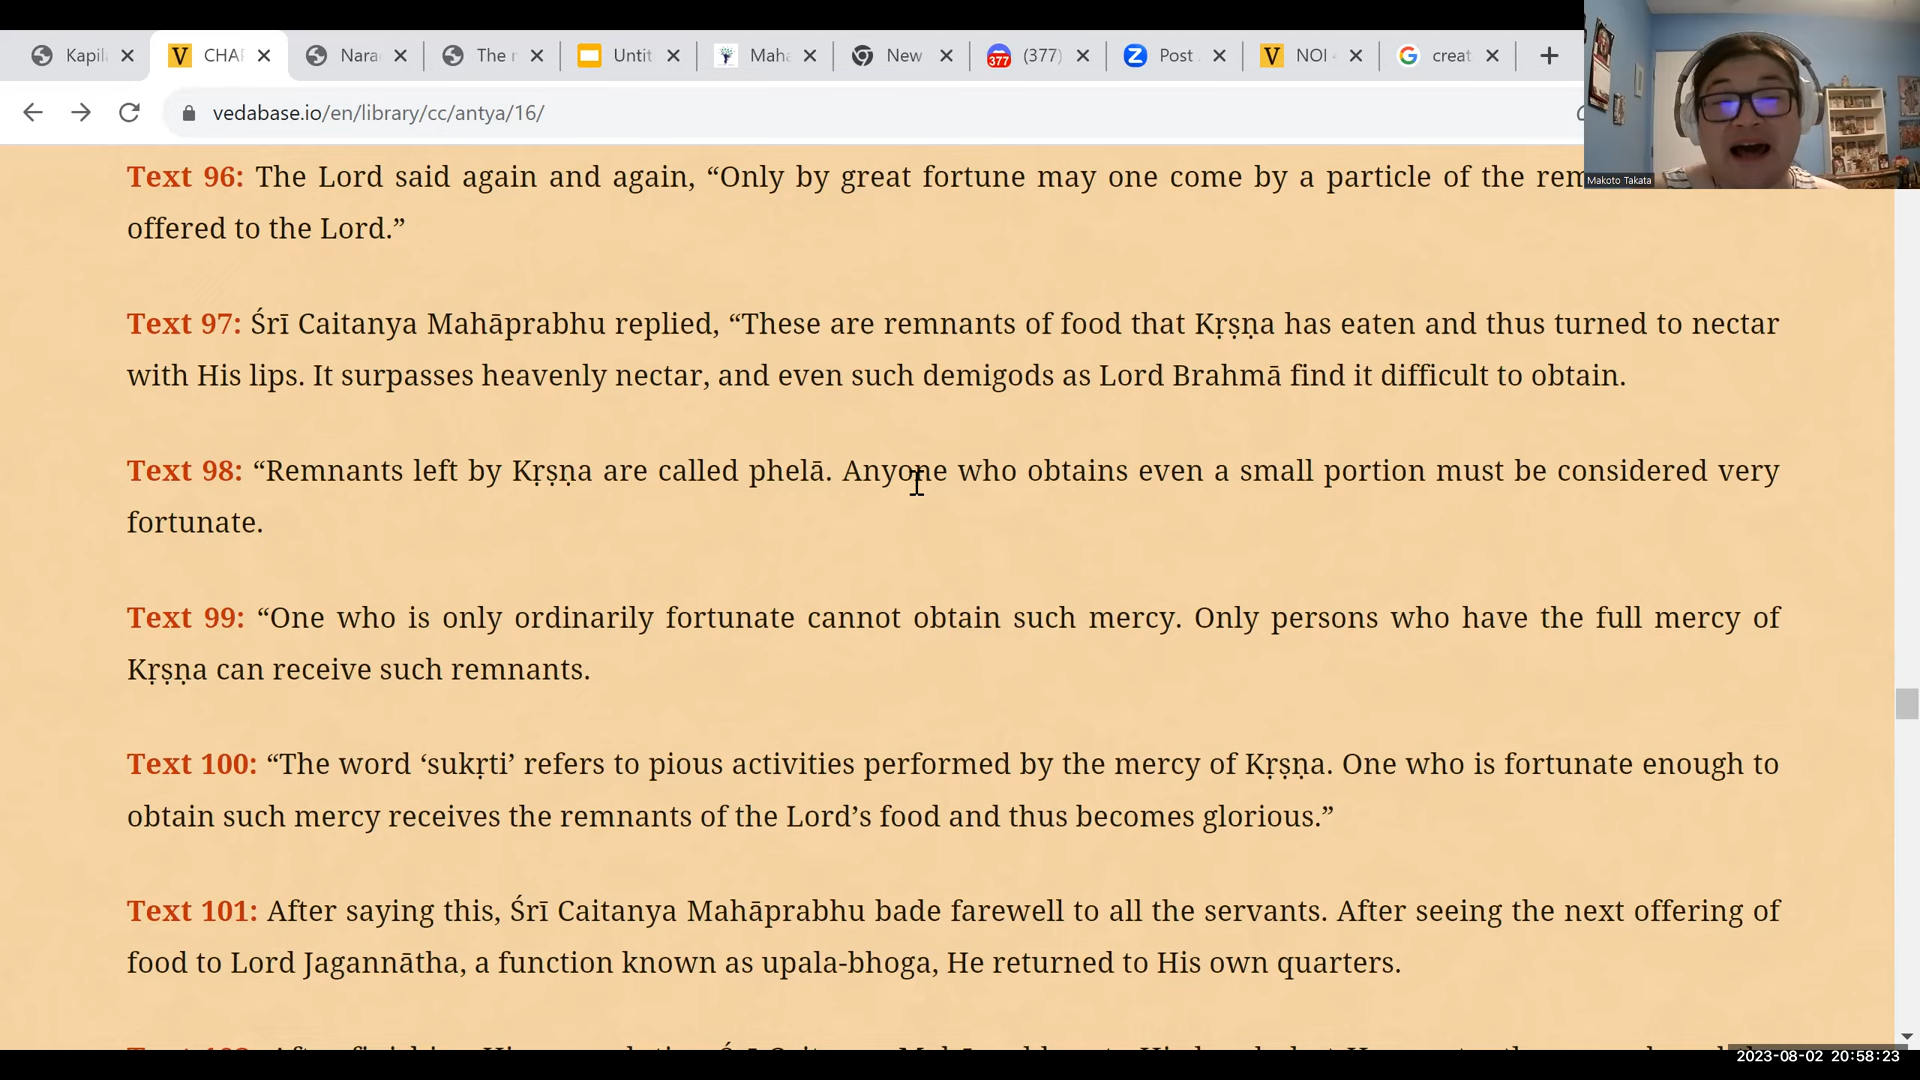 Kapil
CHAI
Nara
The r
Untit
Maha
New
377
(377)
Z
Post
NOI
creat
vedabase.io/en/library/cc/antya/16/
Makoto Takata
Text 96: The Lord said again and again, “Only by great fortune may one come by a particle of the rem
offered to the Lord.”
Text 97: Śrī Caitanya Mahāprabhu replied, “These are remnants of food that Kṛṣṇa has eaten and thus turned to nectar
with His lips. It surpasses heavenly nectar, and even such demigods as Lord Brahmā find it difficult to obtain.
Text 98: “Remnants left by Kṛṣṇa are called phelā. Anyone who obtains even a small portion must be considered very
fortunate.
Text 99: “One who is only ordinarily fortunate cannot obtain such mercy. Only persons who have the full mercy of
Kṛṣṇa can receive such remnants.
Text 100: “The word ‘sukṛti’ refers to pious activities performed by the mercy of Kṛṣṇa. One who is fortunate enough to
obtain such mercy receives the remnants of the Lord’s food and thus becomes glorious.”
Text 101: After saying this, Śrī Caitanya Mahāprabhu bade farewell to all the servants. After seeing the next offering of
food to Lord Jagannātha, a function known as upala-bhoga, He returned to His own quarters.
2023-08-02 20:58:23